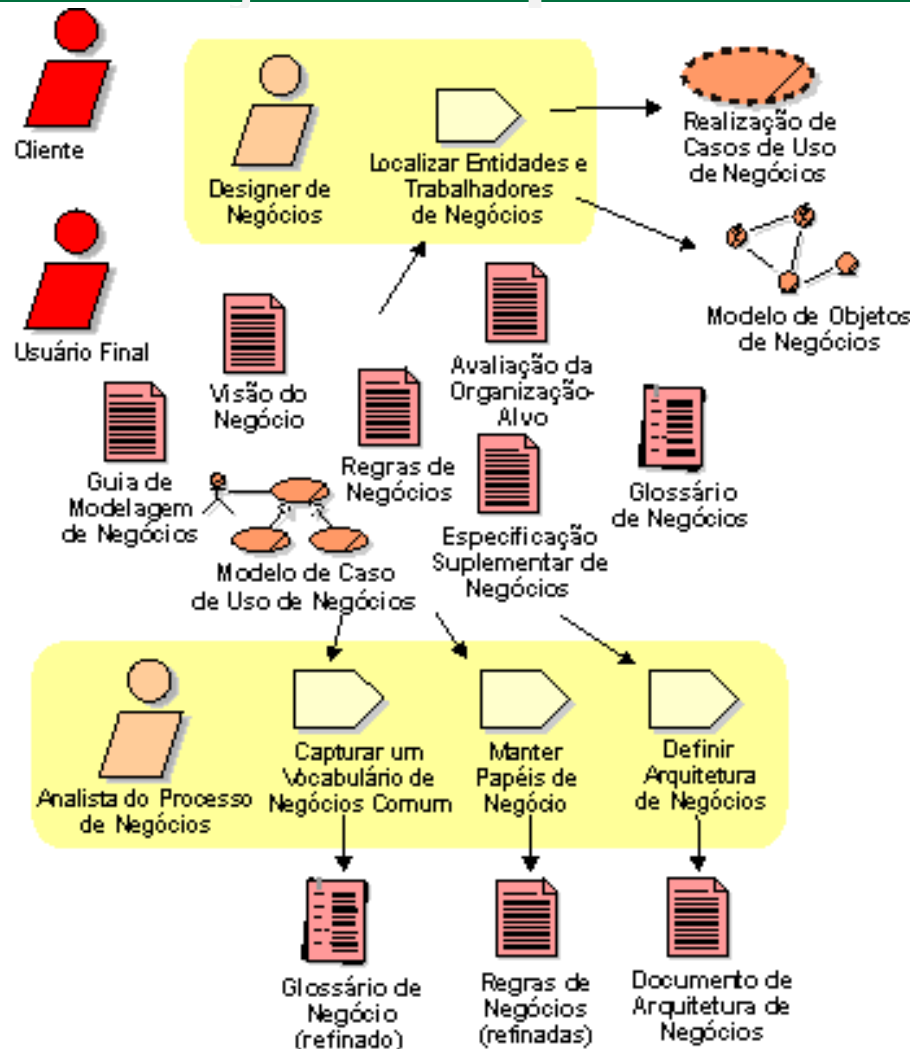 Cliente
Designer de
Negócios
Localizar Entidades e
Trabalhadores
de Negócios
Realização de
Casos de Uso
de Negócios
Usuário Final
Modelo de Objetos
de Negócios
Visão do
Negócio
Avaliação da
Organização-
Alvo
Guia de
Modelagem
de Negócios
Regras de
Negócios
Glossário
de Negócios
Modelo de Caso
de Uso de Negócios
Especificação
Suplementar de
Negócios
Analista do Processo
de Negócios
Capturar um
Vocabulário de
Negócios Comum
Manter
Papéis de
Negócio
Definir
Arquitetura
de Negócios
Glossário de
Negócio
(refinado)
Regras de
Negócios
(refinadas)
Documento de
Arquitetura de
Negócios